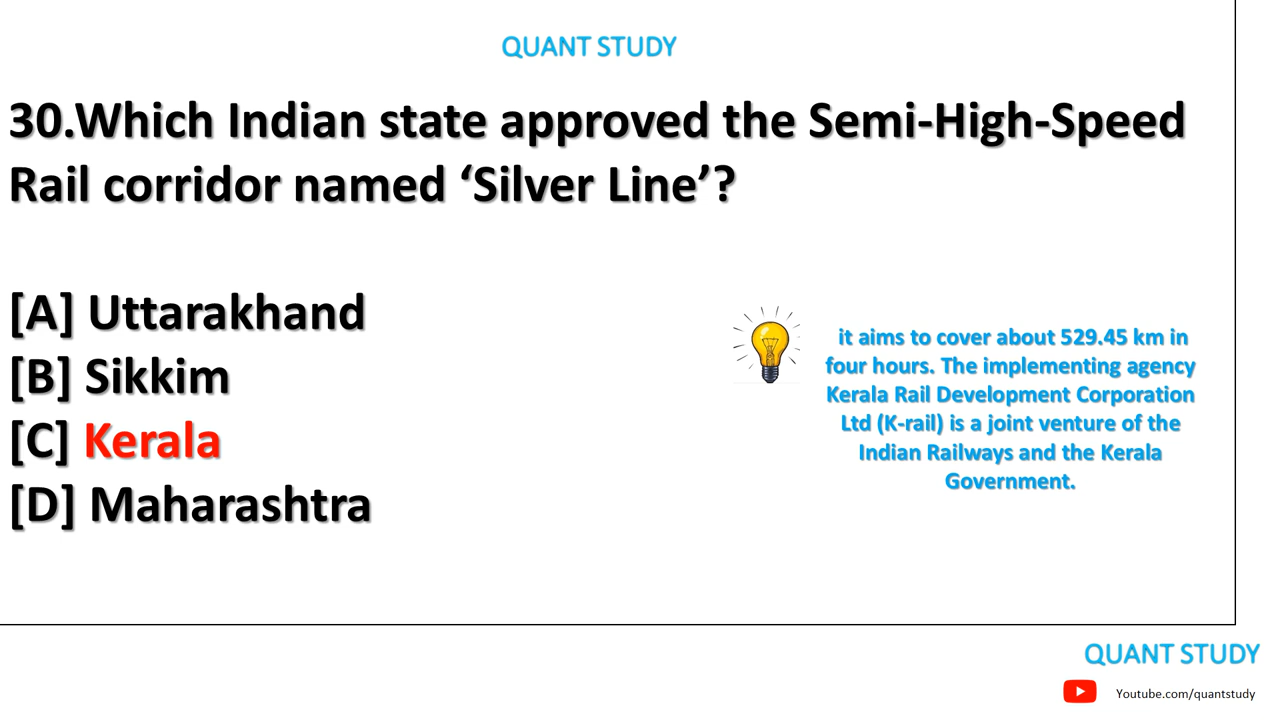 QUANT STUDY
30.Which Indian state approved the Semi-High-Speed
Rail corridor named ‘Silver Line’?
[A] Uttarakhand
[B] Sikkim
[C] Kerala
[D] Maharashtra
it aims to cover about 529.45 km in
four hours. The implementing agency
Kerala Rail Development Corporation
Ltd (K-rail) is a joint venture of the
Indian Railways and the Kerala
Government.
QUANT STUDY
Youtube.com/quantstudy